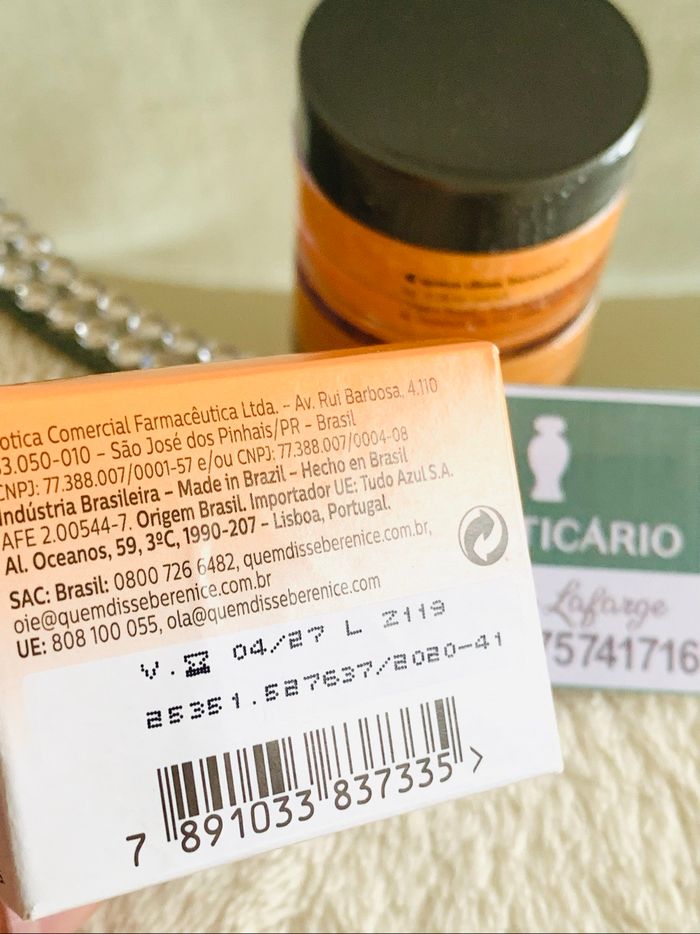 otica Comercial Farmacêutica Ltda. – Av. Rui Barbosa, 4.110
3.050-010 – São José dos Pinhais/PR – Brasil
CNPJ: 77.388.007/0001-57 e/ou CNPJ: 77.388.007/0004-08
Indústria Brasileira – Made in Brazil – Hecho en Brasil
AFE 2.00544-7. Origem Brasil. Importador UE: Tudo Azul S.A.
Al. Oceanos, 59, 3ºC, 1990-207 – Lisboa, Portugal.
SAC: Brasil: 0800 726 6482, quemdisseberenice.com.br,
oie@quemdisseberenice.com.br
UE: 808 100 055, ola@quemdisseberenice.com
V. 04/27 L 2119
25351.527637/2020-41
7 891033 837335 >
TICARIO
Lafarge
75741716